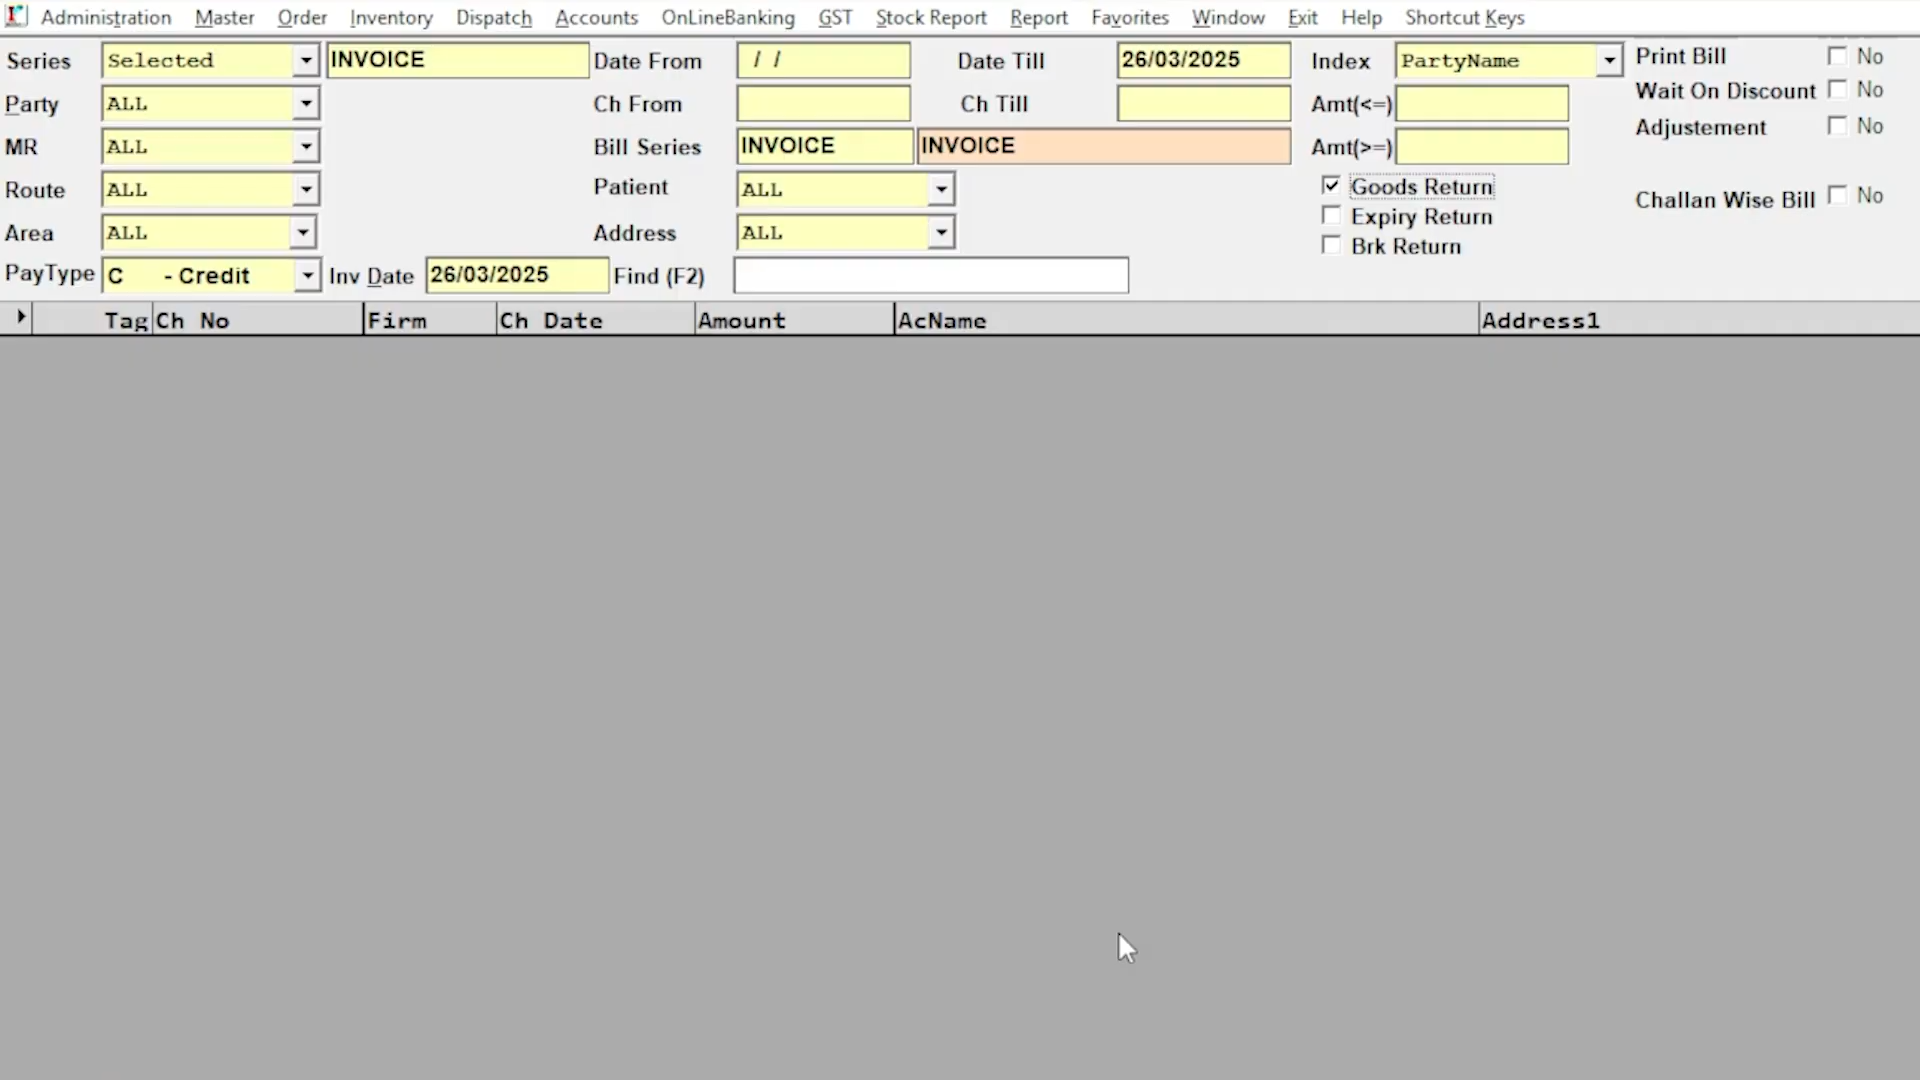 Administration Master Order Inventory Dispatch Accounts OnLineBanking GST Stock Report Report Favorites Window Exit Help Shortcut Keys
Series Selected INVOICE Date From / / Date Till 26/03/2025 Index PartyName Print Bill No
Party ALL Ch From Ch Till Amt(<=) Wait On Discount No
MR ALL Bill Series INVOICE INVOICE Amt(>=) Adjustement No
Route ALL Patient ALL Goods Return Challan Wise Bill No
Expiry Return
Area ALL Address ALL Brk Return
PayType C - Credit Inv Date 26/03/2025 Find (F2)
Tag Ch No Firm Ch Date Amount AcName Address1